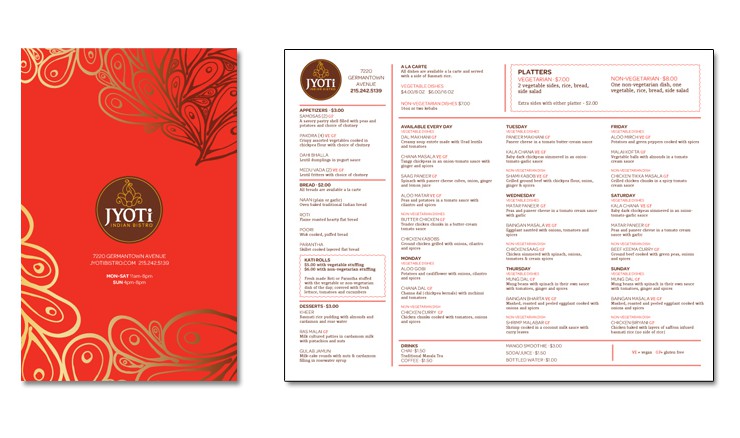 JYOTI
INDIAN BISTRO
7220 GERMANTOWN AVENUE
JYOTIBISTRO.COM 215.242.5139
MON-SAT 11am-8pm
SUN 4pm-8pm
JYOTI
INDIAN BISTRO
7220
GERMANTOWN
AVENUE
215.242.5139
APPETIZERS - $3.00
SAMOSAS (2) GF
A savory pastry shell filled with peas and
potatoes and choice of chutney
PAKORA (4) VE GF
Crispy assorted vegetables coated in
chickpea flour with choice of chutney
DAHI BHALLA
Lentil dumplings in yogurt sauce
MEDU VADA (2) VE GF
Lentil fritters with choice of chutney
BREAD - $2.00
All breads are available a la carte
NAAN (plain or garlic)
Oven baked traditional Indian bread
ROTI
Flame roasted hearty flat bread
POORI
Wok cooked, puffed bread
PARANTHA
Skillet cooked layered flat bread
KATI ROLLS
$5.00 with vegetable stuffing
$6.00 with non-vegetarian stuffing
Fresh made Roti or Parantha stuffed
with the vegetable or non-vegetarian
dish of the day, covered with fresh
lettuce, tomatoes and cucumbers
DESSERTS - $3.00
KHEER
Basmati rice pudding with almonds and
cardamom and rose water
RAS MALAI GF
Milk cultured patties in cardamom milk
with pistachios and nuts
GULAB JAMUN
Milk cake rounds with nuts & cardamom
filling in rosewater syrup
A LA CARTE
All dishes are available a la carte and served
with a side of Basmati rice.
VEGETABLE DISHES
$4.00/8 OZ $6.00/16 OZ
NON-VEGETARIAN DISHES $7.00
PLATTERS
VEGETARIAN - $7.00
2 vegetable sides, rice, bread,
side salad
NON-VEGETARIAN - $8.00
One non-vegetarian dish, one
vegetable, rice, bread, side salad
Extra sides with either platter - $2.00
AVAILABLE EVERY DAY
VEGETABLE DISHES
DAL MAKHANI GF
Creamy soup entrée made with fried lentils
and tomatoes
CHANA MASALA VE GF
Tangy chickpeas in an onion-tomato sauce
with ginger and spices
SAAG PANEER
Spinach with paneer cheese cubes, onion, ginger
and lemon juice
ALOO MATAR VE GF
Peas and potatoes in a tomato sauce with
cilantro and spices
NON-VEGETARIAN DISHES
BUTTER CHICKEN GF
Tender chicken chunks in a butter cream
tomato sauce
CHICKEN KABOBS
Ground chicken grilled with onions, cilantro
and spices
MONDAY
VEGETABLE DISHES
ALOO GOBI
Potatoes and cauliflower with onions, cilantro
and spices
CHANA DAL GF
Channa dal (chickpea kernels) with zucchini
and tomatoes
NON-VEGETARIAN DISH
CHICKEN CURRY GF
Chicken chunks cooked with tomatoes, onions
and spices
TUESDAY
VEGETABLE DISHES
PANEER MAKHANI GF
Paneer cheese in a tomato butter cream sauce
KALA CHANA VE GF
Baby dark chickpeas simmered in an onion-
tomato-garlic sauce
NON-VEGETARIAN DISH
SHAMI KABOB GF
Grilled ground beef with chickpea flour, onion,
ginger & spices
WEDNESDAY
VEGETABLE DISHES
MATAR PANEER GF
Peas and paneer cheese in a tomato cream
sauce
BAINGAN MASALA VE GF
Eggplant sauteed with onions, tomatoes and
spices
NON-VEGETARIAN DISH
CHICKEN SAAG GF
Chicken simmered with spinach, onions,
tomatoes & cream & spices
THURSDAY
VEGETABLE DISHES
MUNG DAL GF
Mung beans with spinach in their own sauce
with tomatoes, ginger
BAINGAN BHARTA VE GF
Mashed, roasted and peeled eggplant cooked with
onions and spices
NON-VEGETARIAN DISH
SHRIMP MALABAR GF
Shrimp cooked in a coconut milk sauce with
curry leaves
FRIDAY
VEGETABLE DISHES
ALOO MIRCH VE GF
Potatoes and green peppers cooked with spices
MALAI KOFTA GF
Vegetable balls with almonds in a tomato cream
sauce
NON-VEGETARIAN DISH
CHICKEN TIKKA MASALA GF
Grilled chicken chunks in a spicy tomato
cream sauce
SATURDAY
VEGETABLE DISHES
KALA CHANNA VE GF
Baby dark chickpeas simmered in an onion-
tomato-garlic sauce
MATAR PANEER GF
Peas and paneer cheese in a tomato cream
sauce
NON-VEGETARIAN DISH
BEEF KEEMA CURRY GF
Ground beef cooked with green peas, onions
and spices
SUNDAY
VEGETABLE DISHES
MUNG DAL GF
Mung beans with spinach in their own sauce
with tomatoes, ginger
BAINGAN MASALA VE GF
Mashed, roasted and peeled eggplant cooked
with onions and spices
NON-VEGETARIAN DISH
CHICKEN BIRYANI GF
Chicken baked with layers of saffron infused
basmati rice (no side of rice)
DRINKS
CHAI $1.50
Traditional Masala Tea
COFFEE - $1.50
MANGO SMOOTHIE - $3.00
SODA/JUICE - $1.50
BOTTLED WATER - $1.00
VE = vegan GF= gluten free